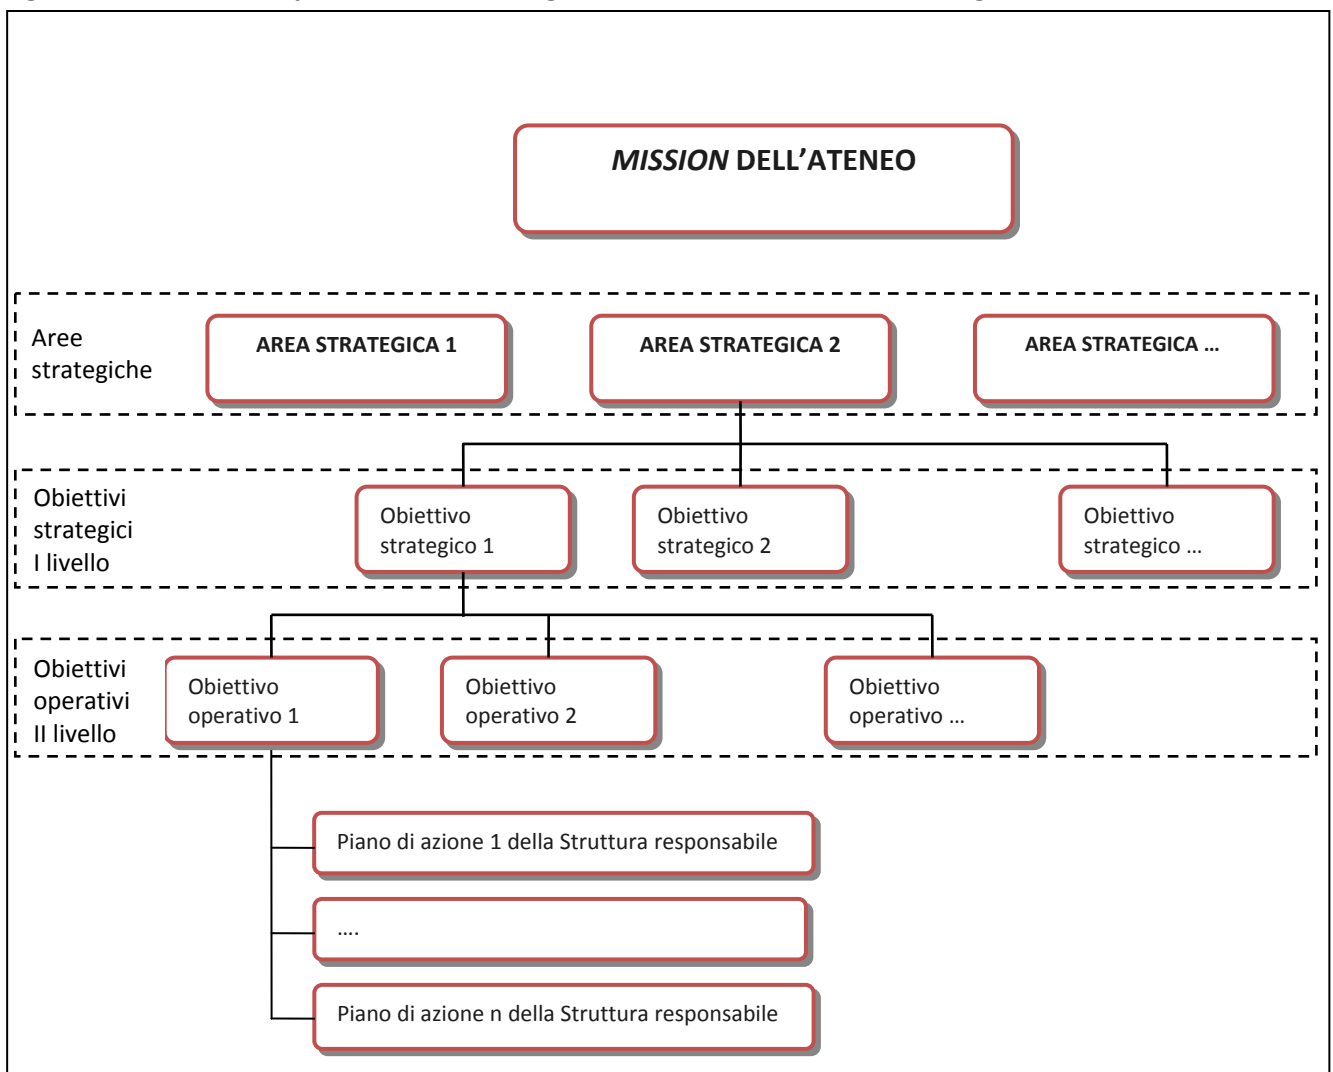 MISSION DELL’ATENEO
Aree
strategiche
AREA STRATEGICA 1
AREA STRATEGICA 2
AREA STRATEGICA …
Obiettivi
strategici
I livello
Obiettivo
strategico 1
Obiettivo
strategico 2
Obiettivo
strategico …
Obiettivi
operativi
II livello
Obiettivo
operativo 1
Obiettivo
operativo 2
Obiettivo
operativo …
Piano di azione 1 della Struttura responsabile
….
Piano di azione n della Struttura responsabile